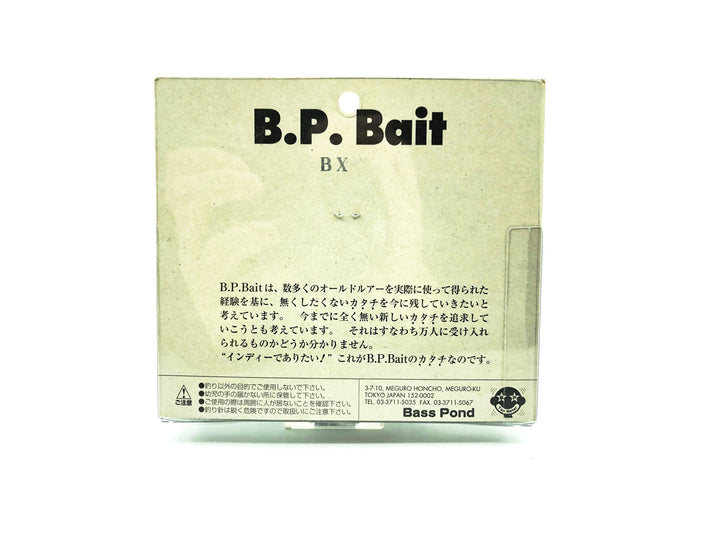 B.P. Bait
BX
B.P.Baitは、数多くのオールドルアーを実際に使って得られた
経験を基に、無くしたくないカタチを今に残していきたいと
考えています。 今までに全く無い新しいカタチを追求して
いこうとも考えています。 それはすなわち万人に受け入れ
られるものかどうか分かりません。
“インディーでありたい!” これがB.P.Baitのカタチなのです。
ご注意
●釣り以外の目的でご使用しないで下さい。
●幼児の手の届かない所に保管して下さい。
●ご使用の際は周囲に人が居ないことを確認下さい。
●釣り針は鋭く危険ですので取扱いにご注意下さい。
3-7-10, MEGURO HONCHO, MEGURO-KU
TOKYO JAPAN 152-0002
TEL 03-3711-5035 FAX. 03-3711-5067
Bass Pond